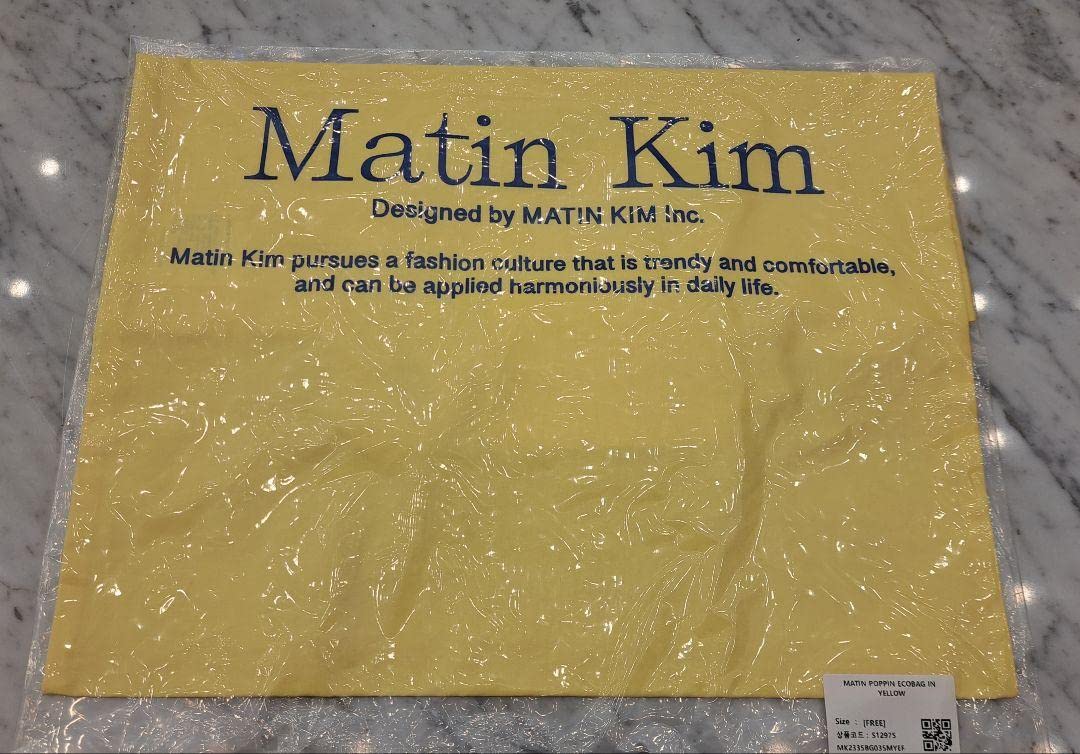 Matin Kim
Designed by MATIN KIM Inc.
Matin Kim pursues a fashion culture that is trendy and comfortable,
and can be applied harmoniously in daily life.
MATIN POPPIN ECOBAG IN
YELLOW
Size : [FREE]
상품코드 : S12975
MK2335BG035MYEF